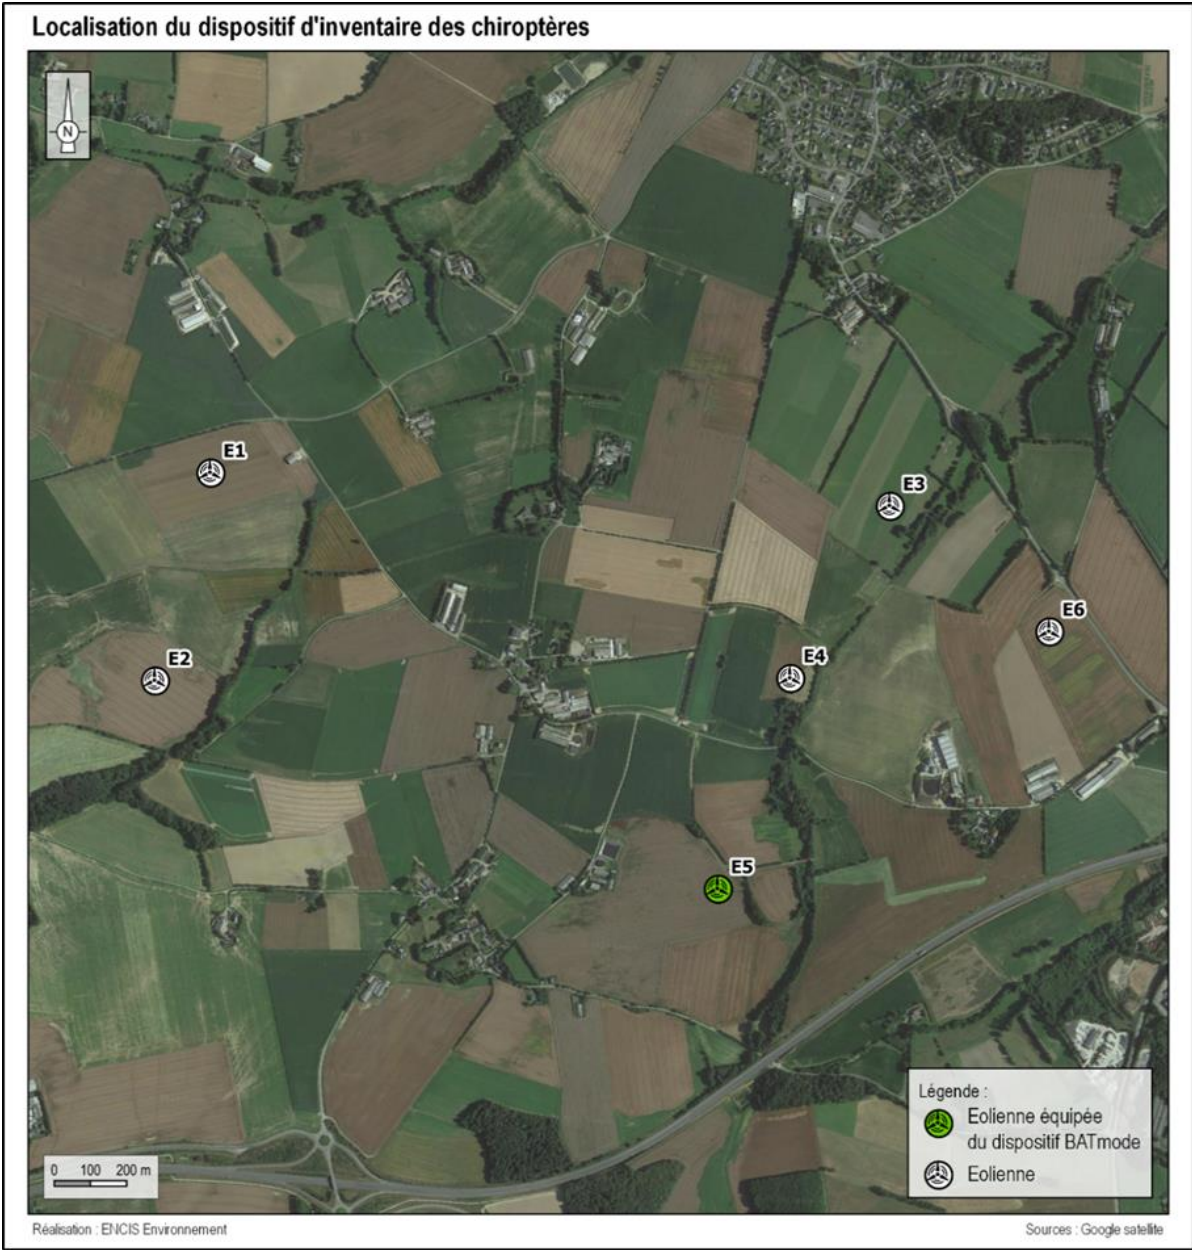 Localisation du dispositif d'inventaire des chiroptères
N
E1
E3
E6
E2
E4
E5
Légende :
Eolienne équipée
du dispositif BATmode
Eolienne
0 100 200 m
Réalisation : ENCIS Environnement
Sources : Google satellite